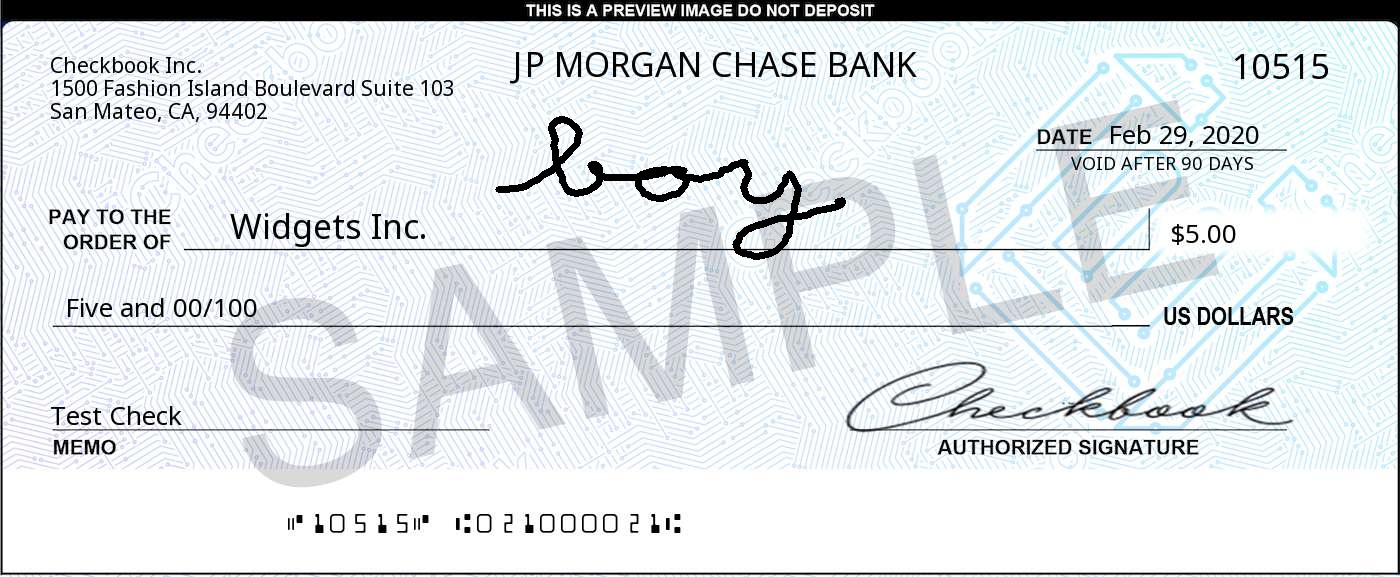 THIS IS A PREVIEW IMAGE DO NOT DEPOSIT
Checkbook Inc.
1500 Fashion Island Boulevard Suite 103
San Mateo, CA, 94402
JP MORGAN CHASE BANK
10515
boy
DATE Feb 29, 2020
VOID AFTER 90 DAYS
PAY TO THE
ORDER OF
Widgets Inc.
$5.00
SAMPLE
Five and 00/100
US DOLLARS
Test Check
MEMO
Checkbook
AUTHORIZED SIGNATURE
⑈10515⑈ ⑆021000021⑆